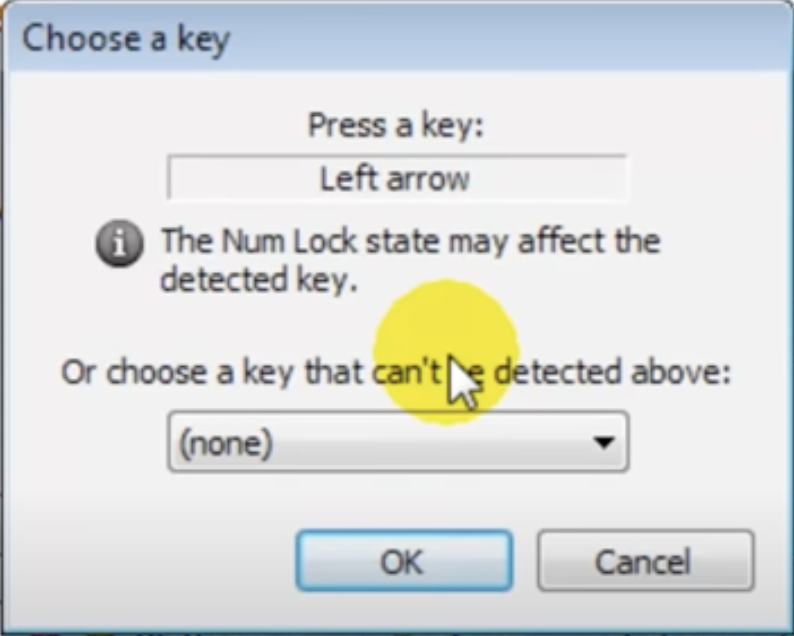 Choose a key
Press a key:
Left arrow
The Num Lock state may affect the
detected key.
Or choose a key that can't be detected above:
(none)
OK
Cancel